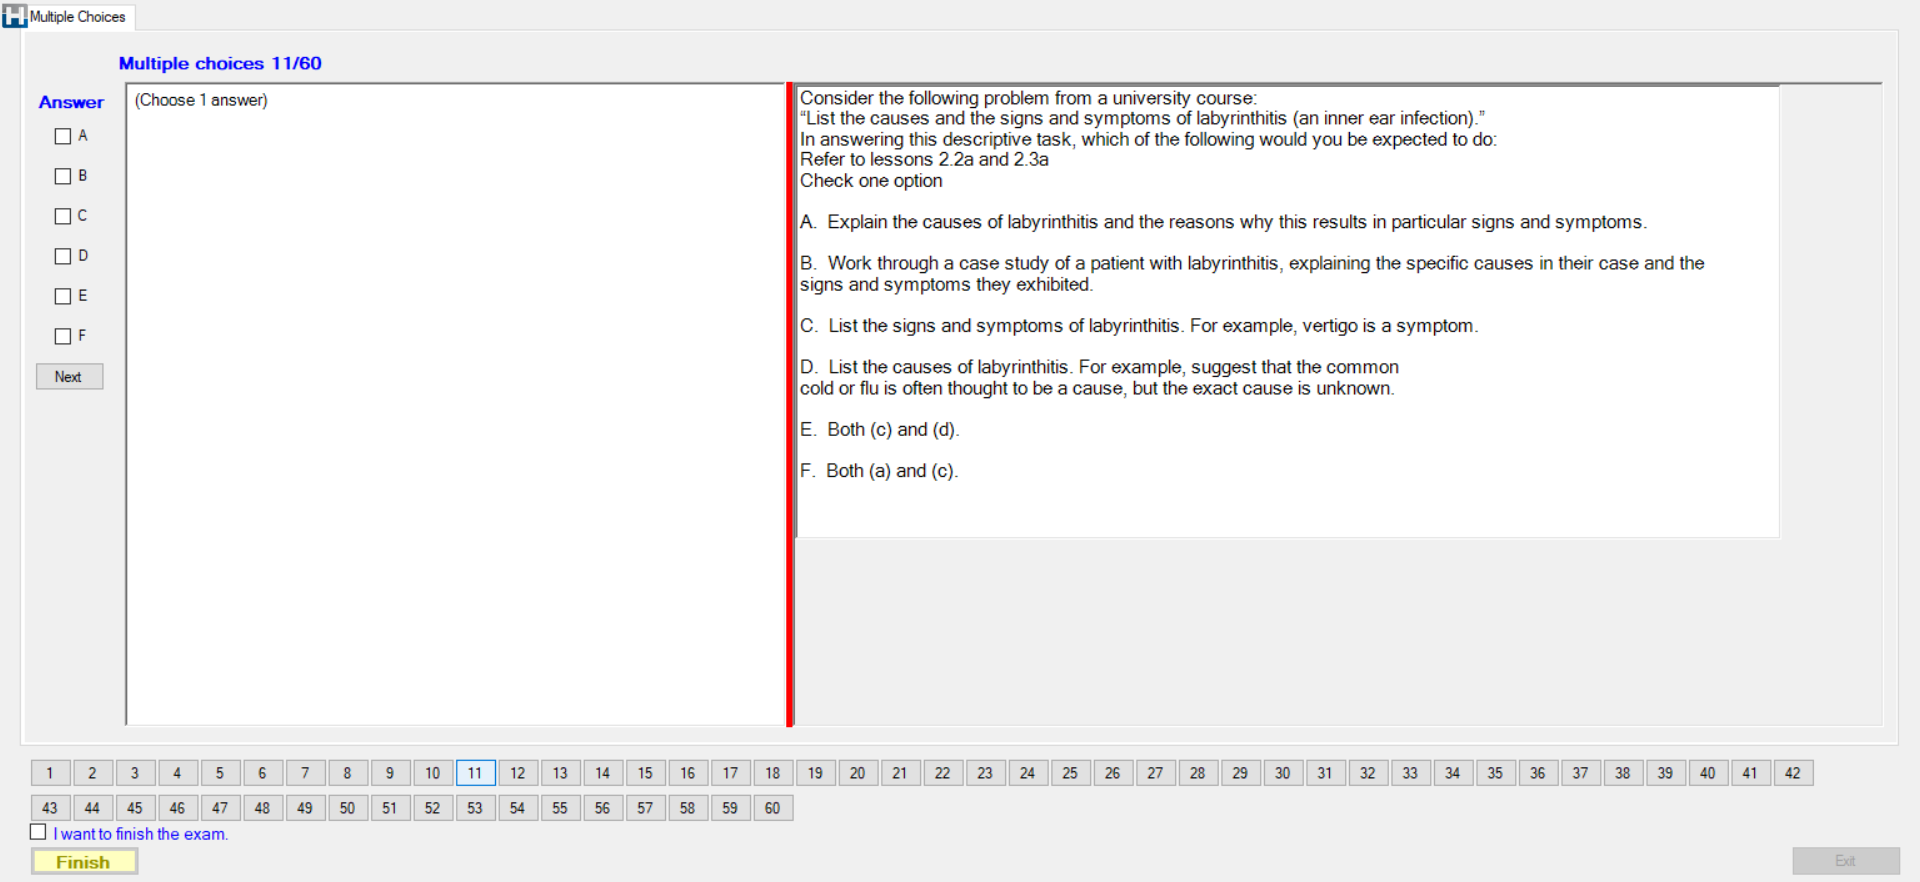 Multiple Choices
Multiple choices 11/60
Answer
A
B
C
D
E
F
Next
(Choose 1 answer)
Consider the following problem from a university course:
“List the causes and the signs and symptoms of labyrinthitis (an inner ear infection).”
In answering this descriptive task, which of the following would you be expected to do:
Refer to lessons 2.2a and 2.3a
Check one option
A. Explain the causes of labyrinthitis and the reasons why this results in particular signs and symptoms.
B. Work through a case study of a patient with labyrinthitis, explaining the specific causes in their case and the
signs and symptoms they exhibited.
C. List the signs and symptoms of labyrinthitis. For example, vertigo is a symptom.
D. List the causes of labyrinthitis. For example, suggest that the common
cold or flu is often thought to be a cause, but the exact cause is unknown.
E. Both (c) and (d).
F. Both (a) and (c).
1 2 3 4 5 6 7 8 9 10 11 12 13 14 15 16 17 18 19 20 21 22 23 24 25 26 27 28 29 30 31 32 33 34 35 36 37 38 39 40 41 42
43 44 45 46 47 48 49 50 51 52 53 54 55 56 57 58 59 60
I want to finish the exam.
Finish
Exit